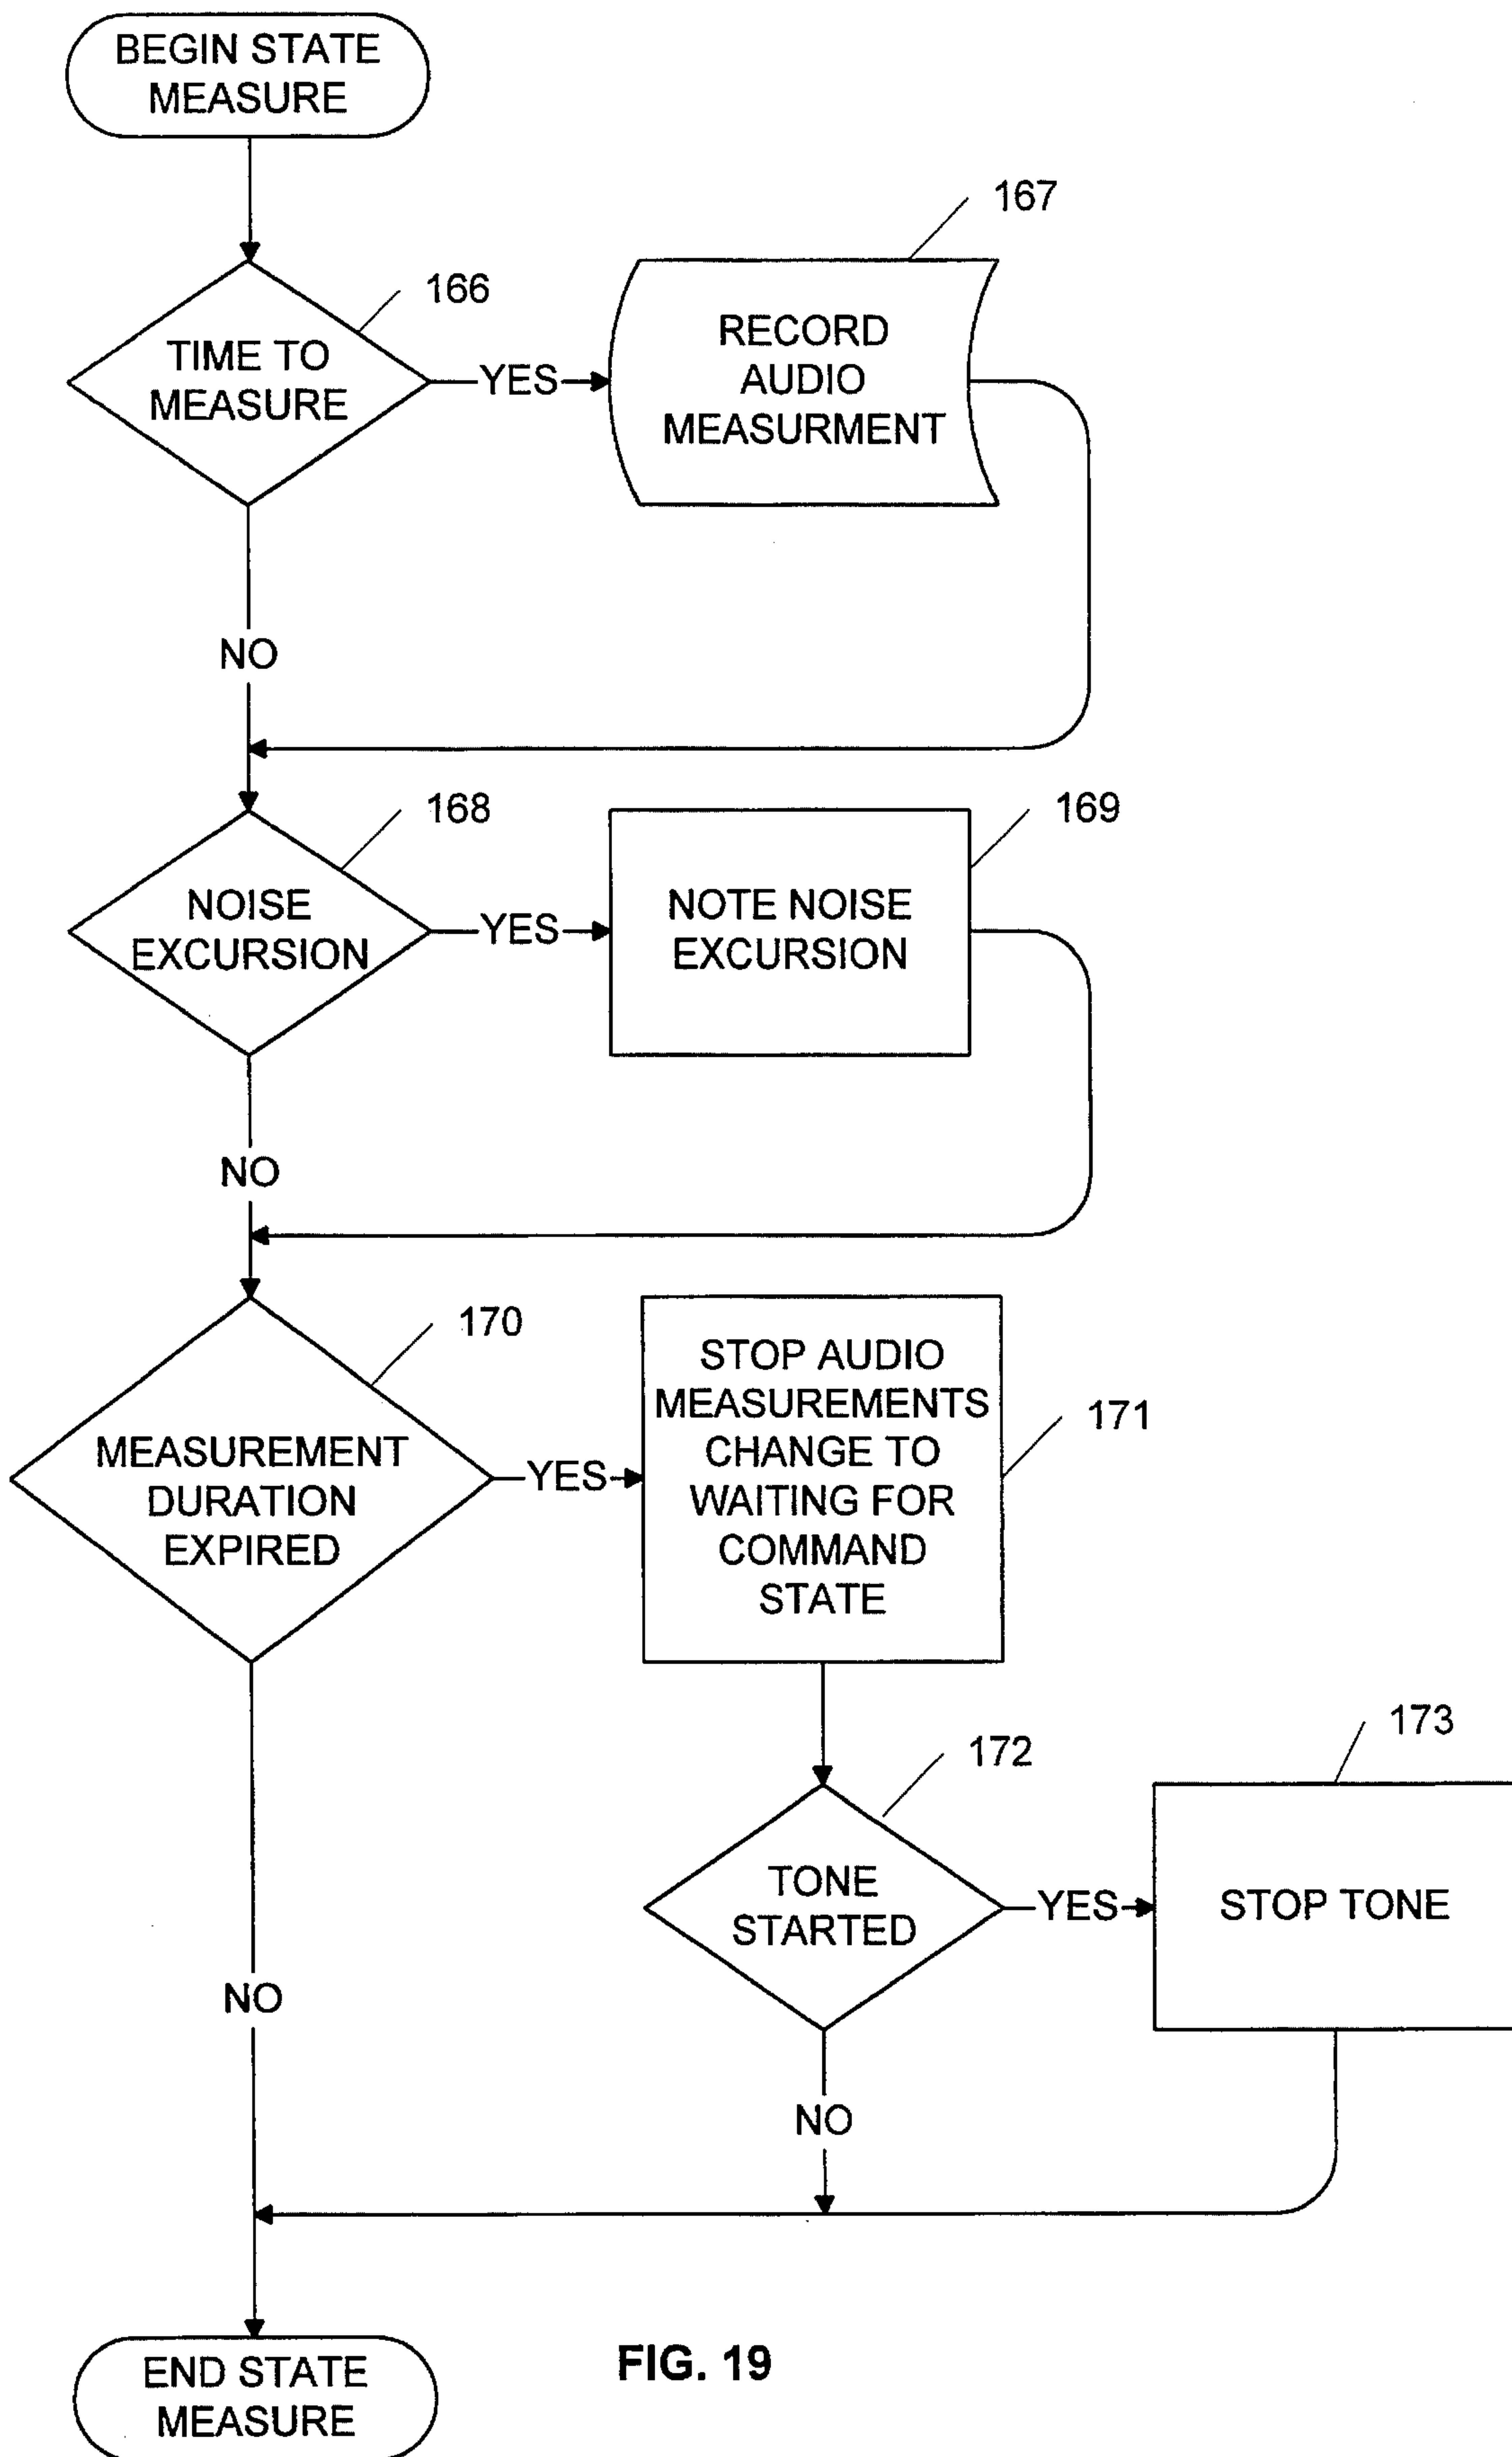 BEGIN STATE
MEASURE
167
166
TIME TO
MEASURE
YES
RECORD
AUDIO
MEASURMENT
NO
168
169
NOISE
EXCURSION
YES
NOTE NOISE
EXCURSION
NO
170
MEASUREMENT
DURATION
EXPIRED
YES
STOP AUDIO
MEASUREMENTS
CHANGE TO
WAITING FOR
COMMAND
STATE
171
172
173
TONE
STARTED
YES
STOP TONE
NO
NO
END STATE
MEASURE
FIG. 19